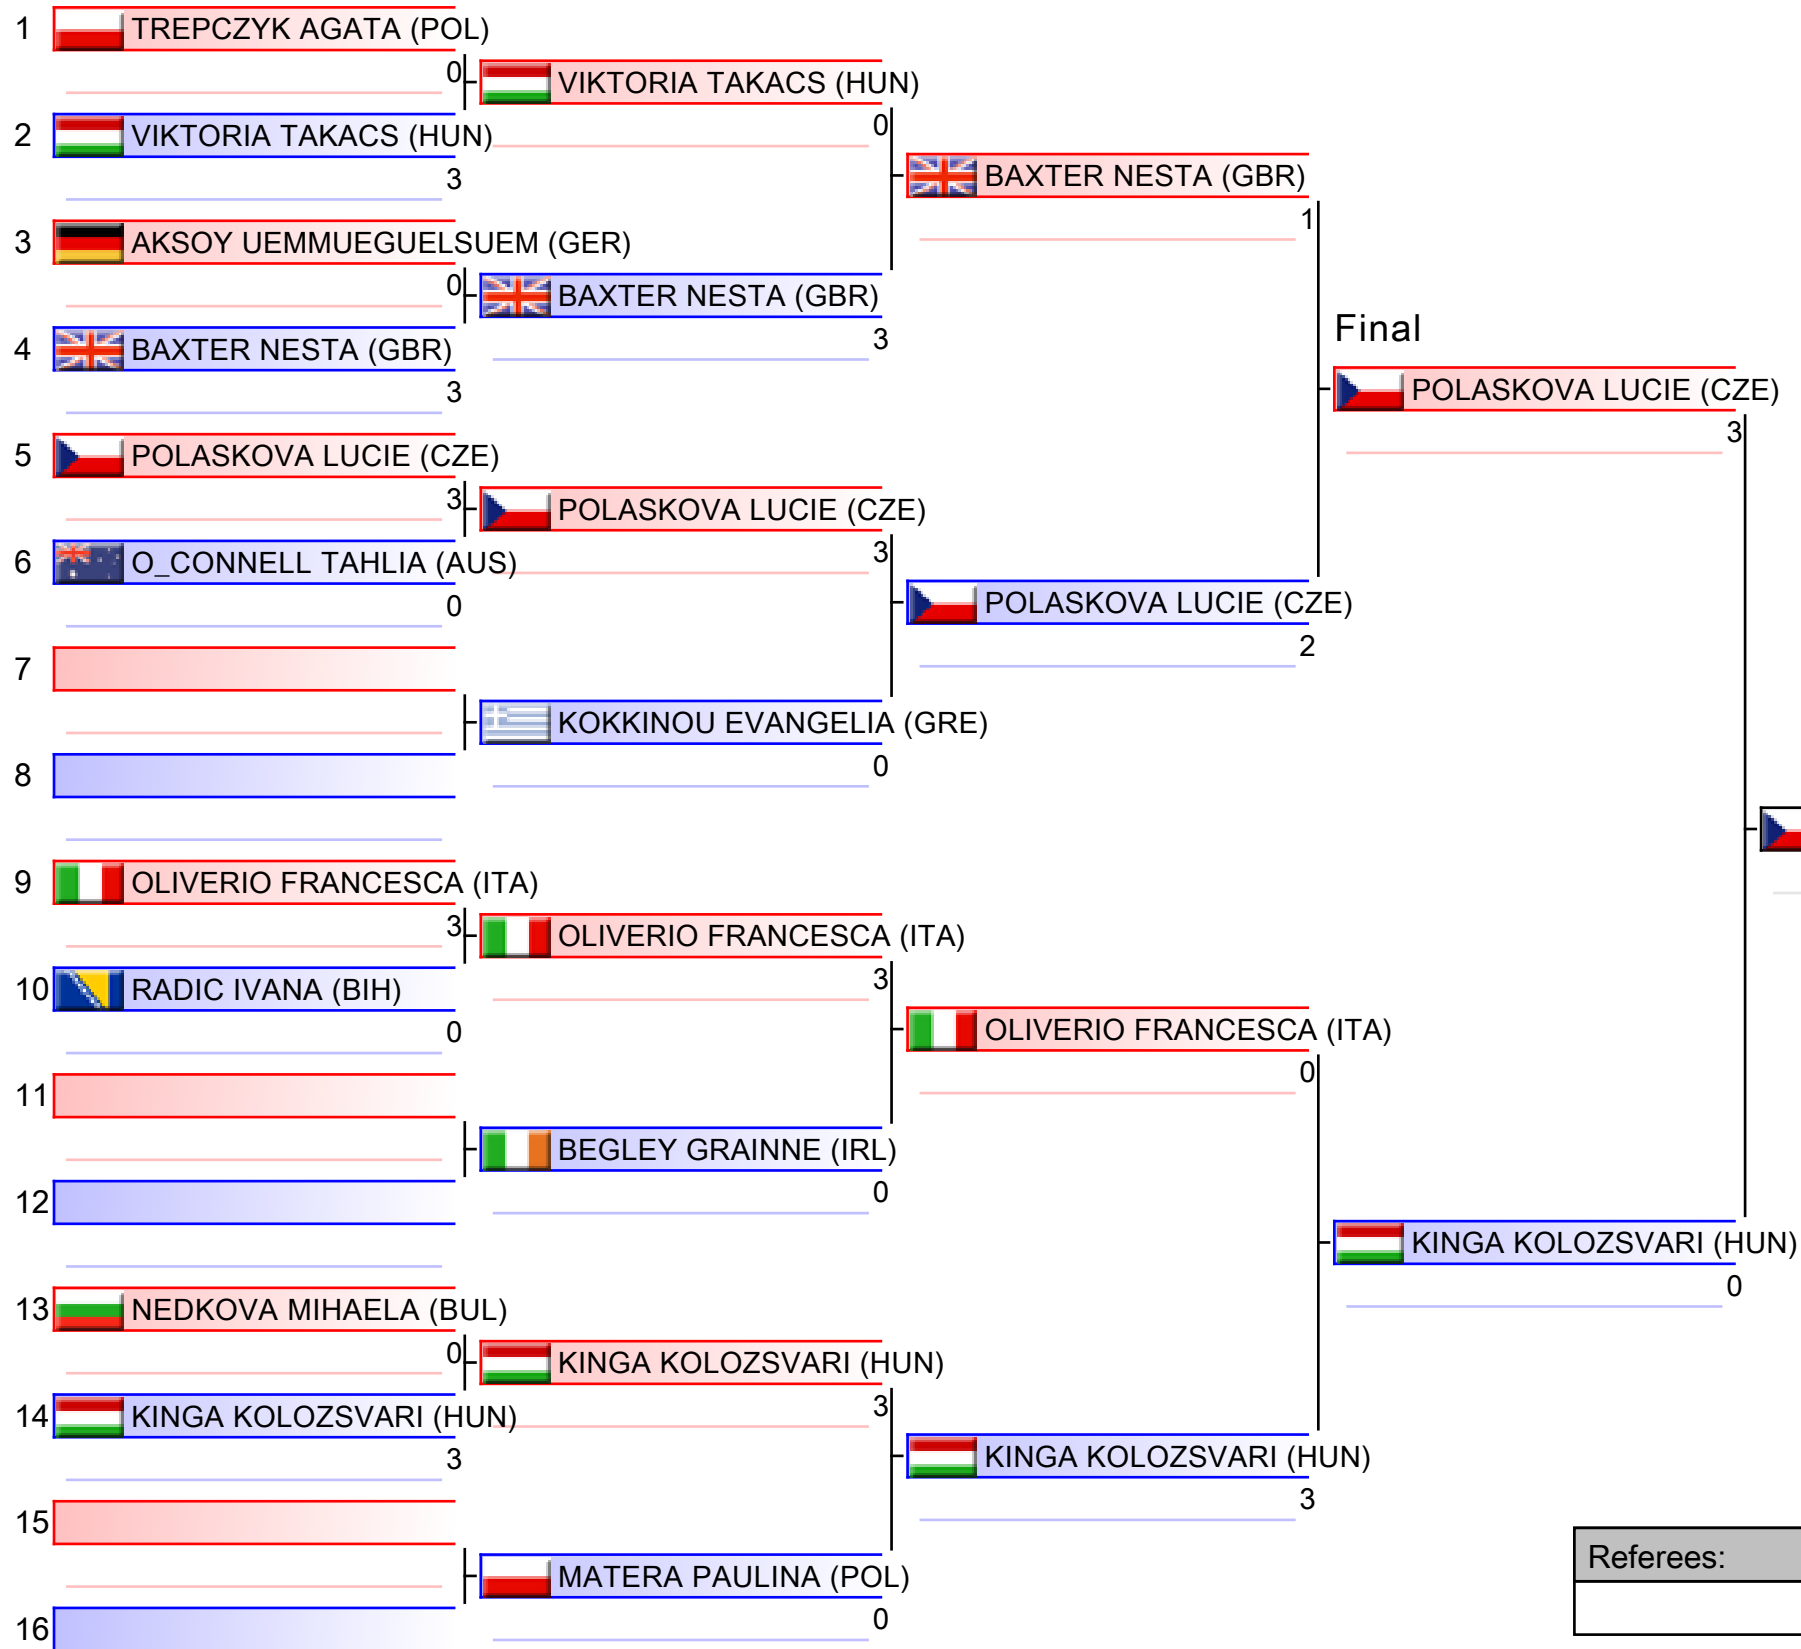 1 TREPCZYK AGATA (POL)
0
VIKTORIA TAKACS (HUN)
0
2 VIKTORIA TAKACS (HUN)
3
BAXTER NESTA (GBR)
1
3 AKSOY UEMMUEGUELSUEM (GER)
0
BAXTER NESTA (GBR)
3
4 BAXTER NESTA (GBR)
3
Final
POLASKOVA LUCIE (CZE)
3
5 POLASKOVA LUCIE (CZE)
3
POLASKOVA LUCIE (CZE)
3
6 O_CONNELL TAHLIA (AUS)
0
POLASKOVA LUCIE (CZE)
2
7
KOKKINOU EVANGELIA (GRE)
0
8
9 OLIVERIO FRANCESCA (ITA)
3
OLIVERIO FRANCESCA (ITA)
3
10 RADIC IVANA (BIH)
0
OLIVERIO FRANCESCA (ITA)
0
11
BEGLEY GRAINNE (IRL)
0
12
KINGA KOLOZSVARI (HUN)
0
13 NEDKOVA MIHAELA (BUL)
0
KINGA KOLOZSVARI (HUN)
3
14 KINGA KOLOZSVARI (HUN)
3
KINGA KOLOZSVARI (HUN)
3
15
MATERA PAULINA (POL)
0
16
Referees: